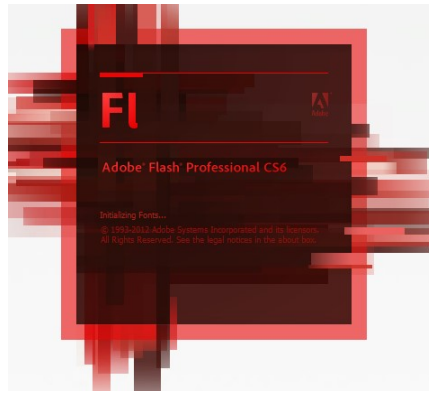 Fl
Adobe
Adobe® Flash® Professional CS6
Initializing Fonts...
© 1993-2012 Adobe Systems Incorporated and its licensors.
All Rights Reserved. See the legal notices in the about box.